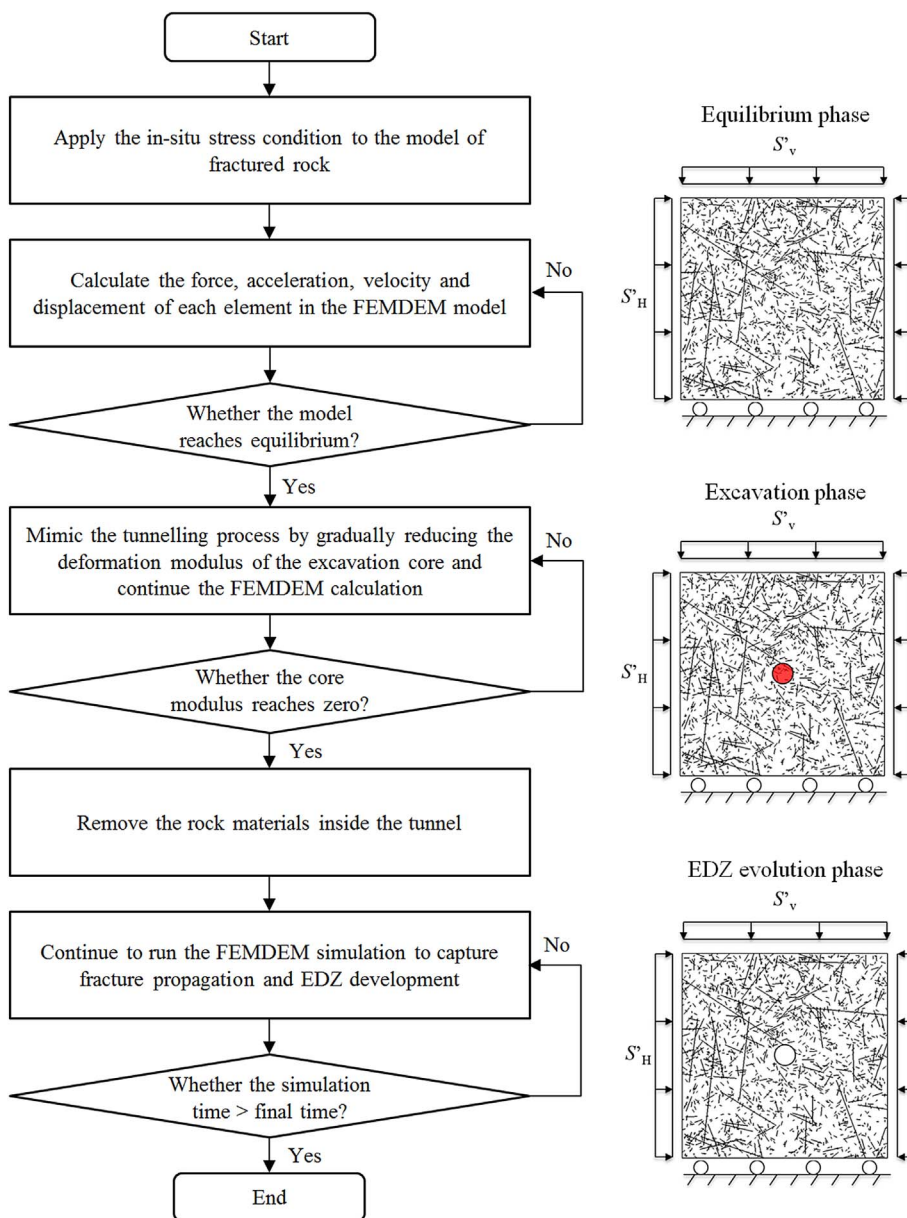 Start
Apply the in-situ stress condition to the model of
fractured rock
Calculate the force, acceleration, velocity and
displacement of each element in the FEMDEM model
No
Whether the model
reaches equilibrium?
Yes
Mimic the tunnelling process by gradually reducing the
deformation modulus of the excavation core and
continue the FEMDEM calculation
No
Whether the core
modulus reaches zero?
Yes
Remove the rock materials inside the tunnel
Continue to run the FEMDEM simulation to capture
fracture propagation and EDZ development
No
Whether the simulation
time > final time?
Yes
End
Equilibrium phase
S'v
S'H
Excavation phase
S'v
S'H
EDZ evolution phase
S'v
S'H